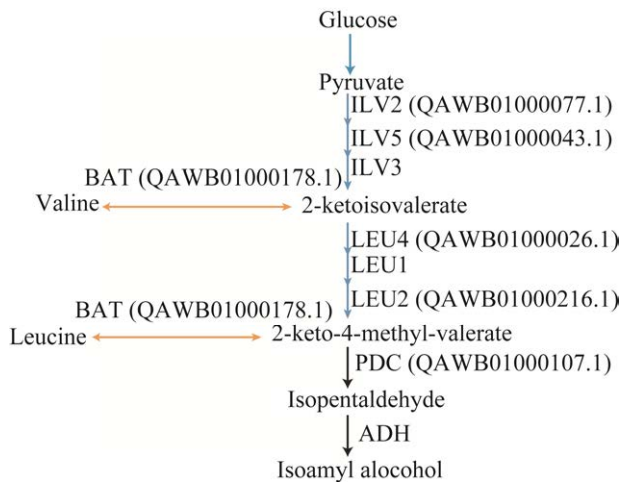 Glucose
Pyruvate
ILV2 (QAWB01000077.1)
ILV5 (QAWB01000043.1)
ILV3
BAT (QAWB01000178.1)
Valine
2-ketoisovalerate
LEU4 (QAWB01000026.1)
LEU1
LEU2 (QAWB01000216.1)
BAT (QAWB01000178.1)
Leucine
2-keto-4-methyl-valerate
PDC (QAWB01000107.1)
Isopentaldehyde
ADH
Isoamyl alocohol